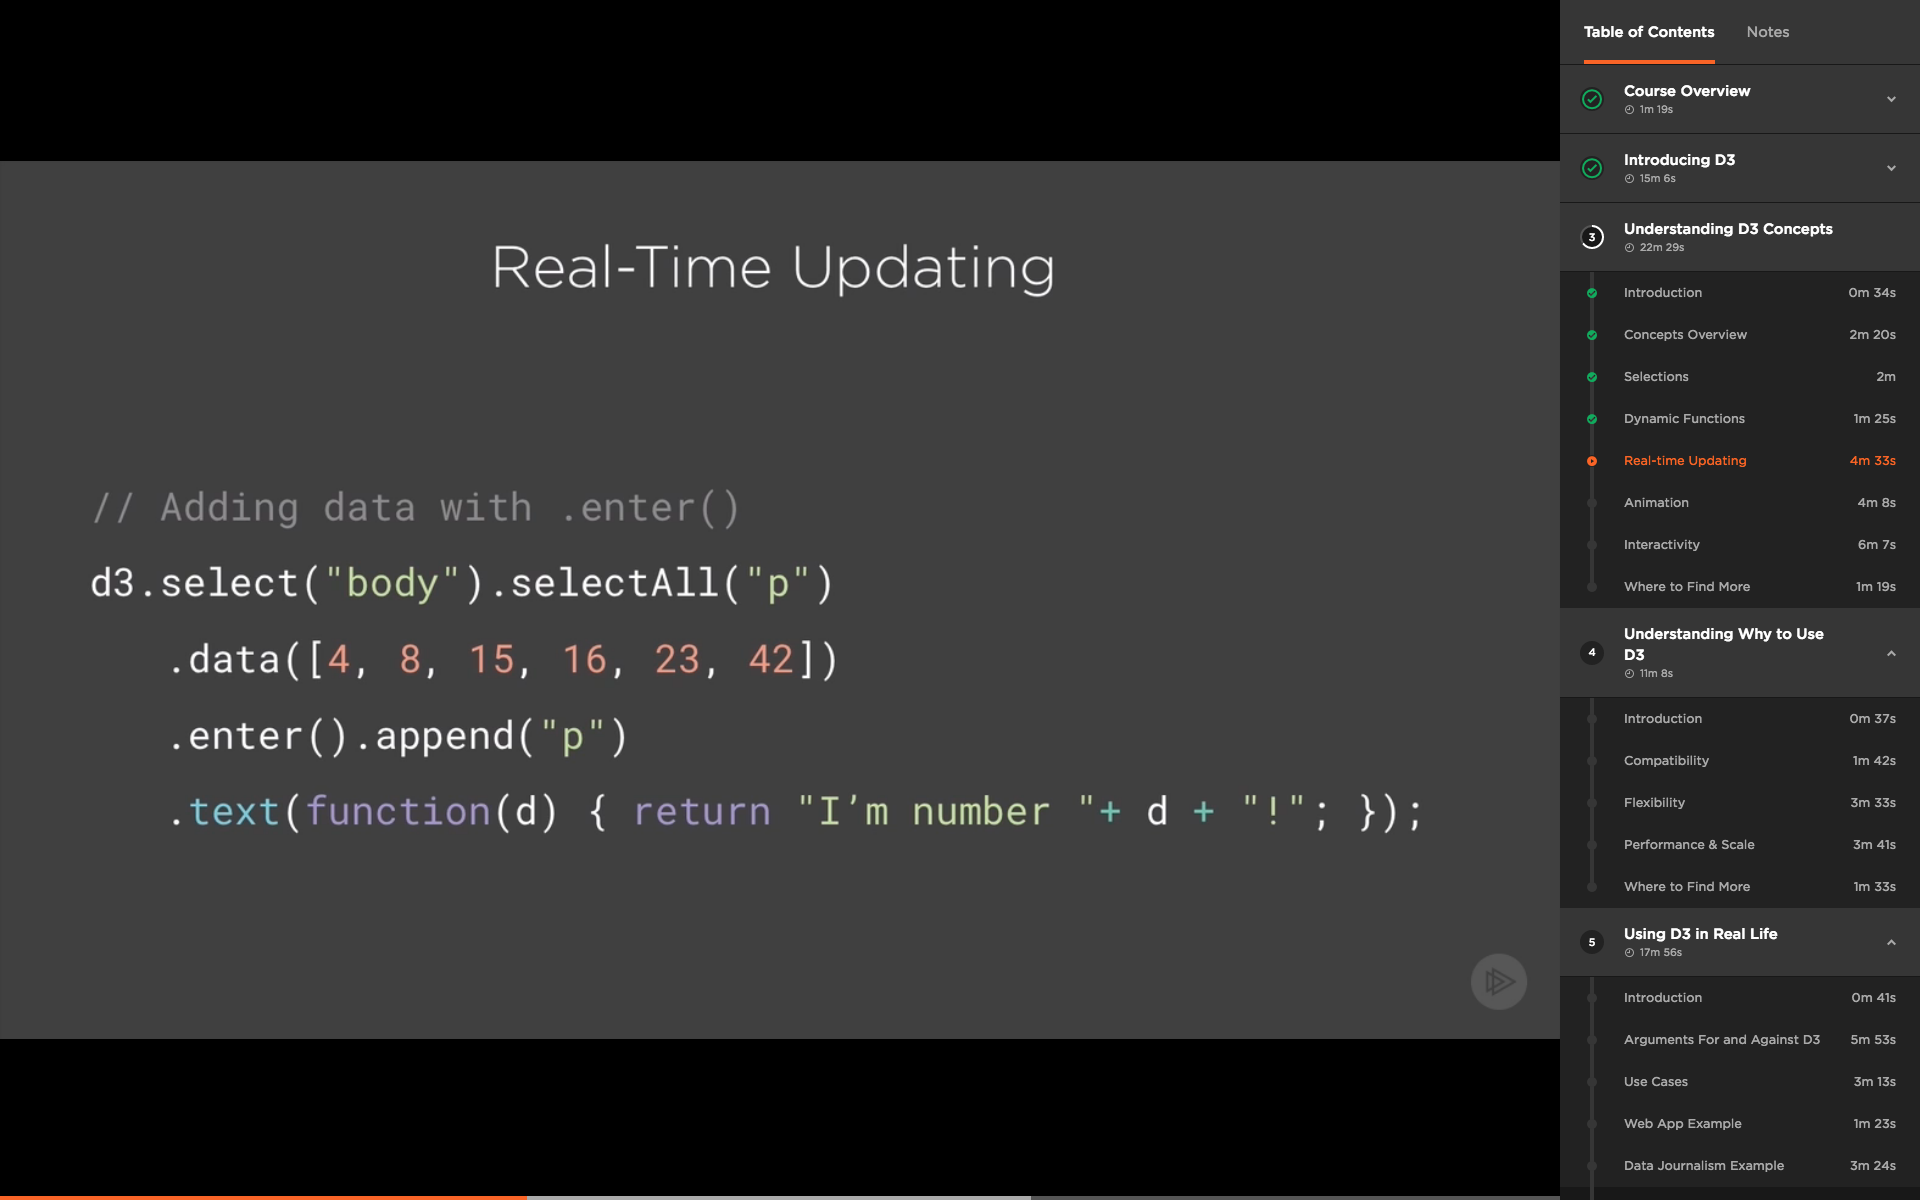 Real-Time Updating
// Adding data with .enter()
d3.select("body").selectAll("p")
.data([4, 8, 15, 16, 23, 42])
.enter().append("p")
.text(function(d) { return "I’m number "+ d + "!"; });
Table of Contents
Notes
Course Overview
1m 19s
Introducing D3
15m 6s
3
Understanding D3 Concepts
22m 29s
Introduction 0m 34s
Concepts Overview 2m 20s
Selections 2m
Dynamic Functions 1m 25s
Real-time Updating 4m 33s
Animation 4m 8s
Interactivity 6m 7s
Where to Find More 1m 19s
4
Understanding Why to Use
D3
11m 8s
Introduction 0m 37s
Compatibility 1m 42s
Flexibility 3m 33s
Performance & Scale 3m 41s
Where to Find More 1m 33s
5
Using D3 in Real Life
17m 56s
Introduction 0m 41s
Arguments For and Against D3 5m 53s
Use Cases 3m 13s
Web App Example 1m 23s
Data Journalism Example 3m 24s